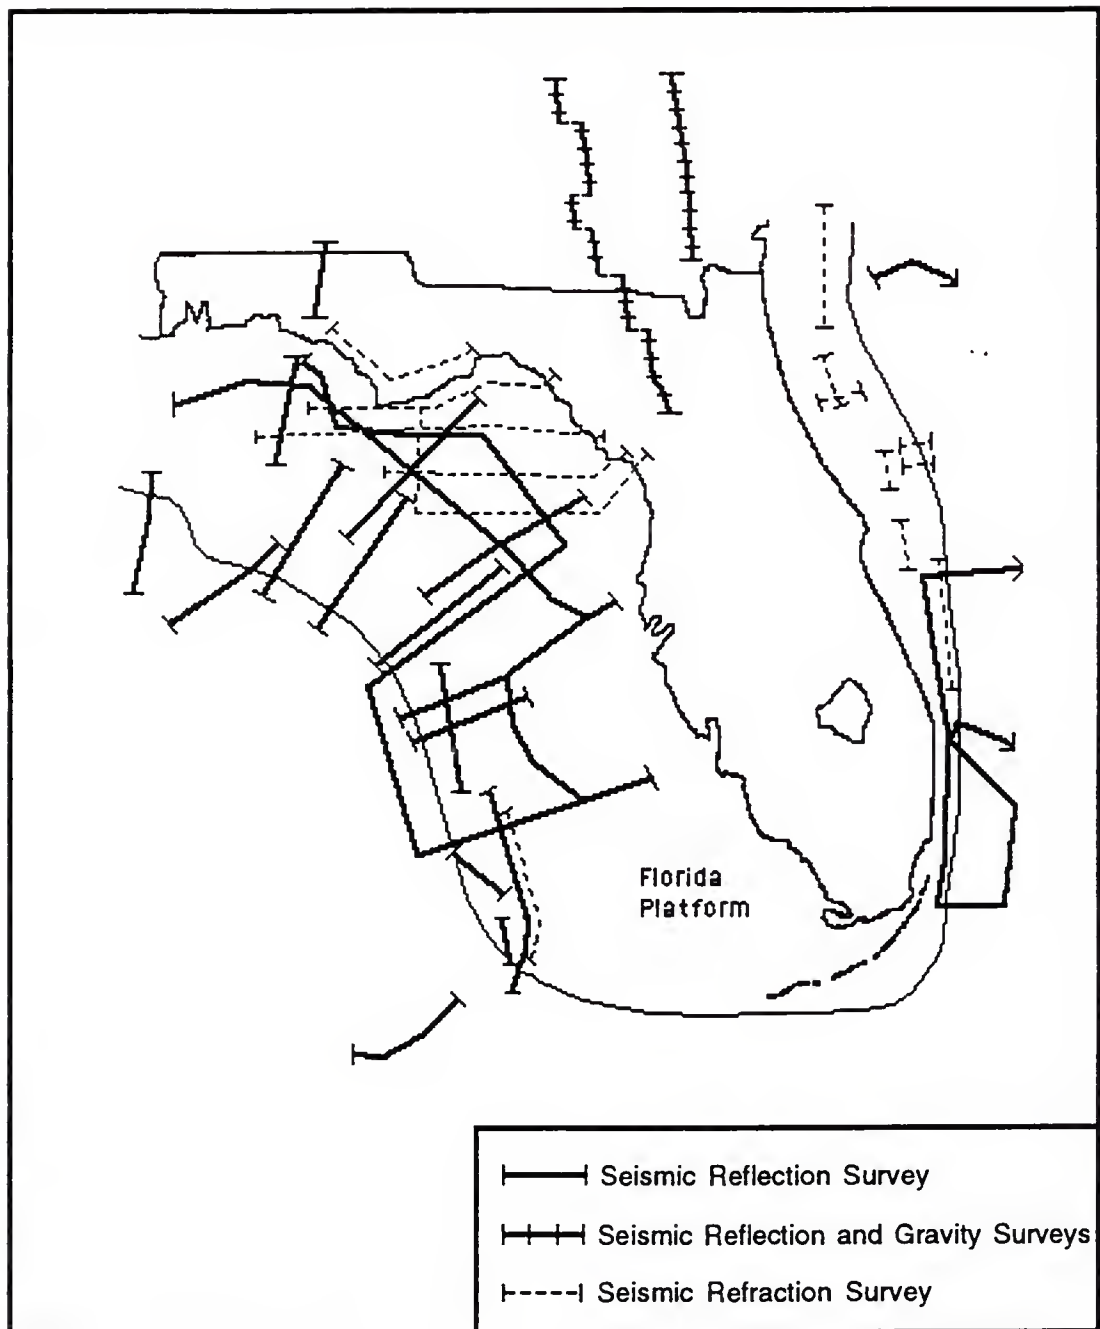 Florida
Platform
Seismic Reflection Survey
Seismic Reflection and Gravity Surveys
Seismic Refraction Survey